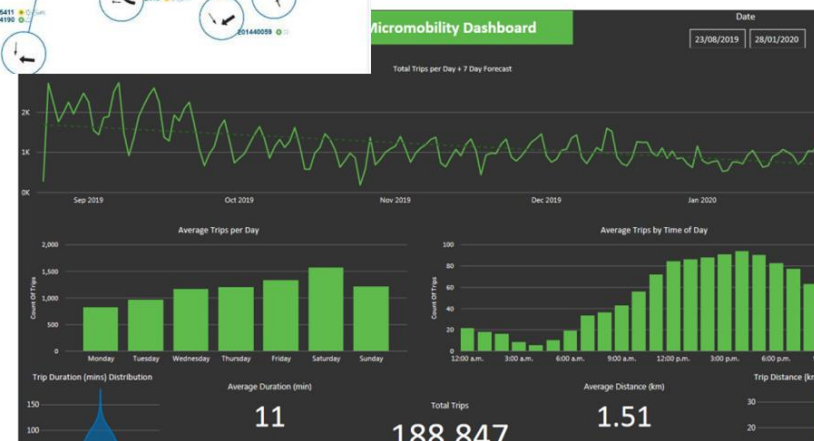 5411
4190
201440059
Micromobility Dashboard
Date
23/08/2019 28/01/2020
Total Trips per Day + 7 Day Forecast
2K
1K
0K
Sep 2019 Oct 2019 Nov 2019 Dec 2019 Jan 2020
Average Trips per Day
2,000
1,500
1,000
500
0
Count Of Trips
Monday Tuesday Wednesday Thursday Friday Saturday Sunday
Average Trips by Time of Day
100
80
60
40
20
0
Count Of Trips
12:00 a.m. 3:00 a.m. 6:00 a.m. 9:00 a.m. 12:00 p.m. 3:00 p.m. 6:00 p.m.
Trip Duration (mins) Distribution
150
100
Average Duration (min)
11
Total Trips
188,847
Average Distance (km)
1.51
Trip Distance
30
20